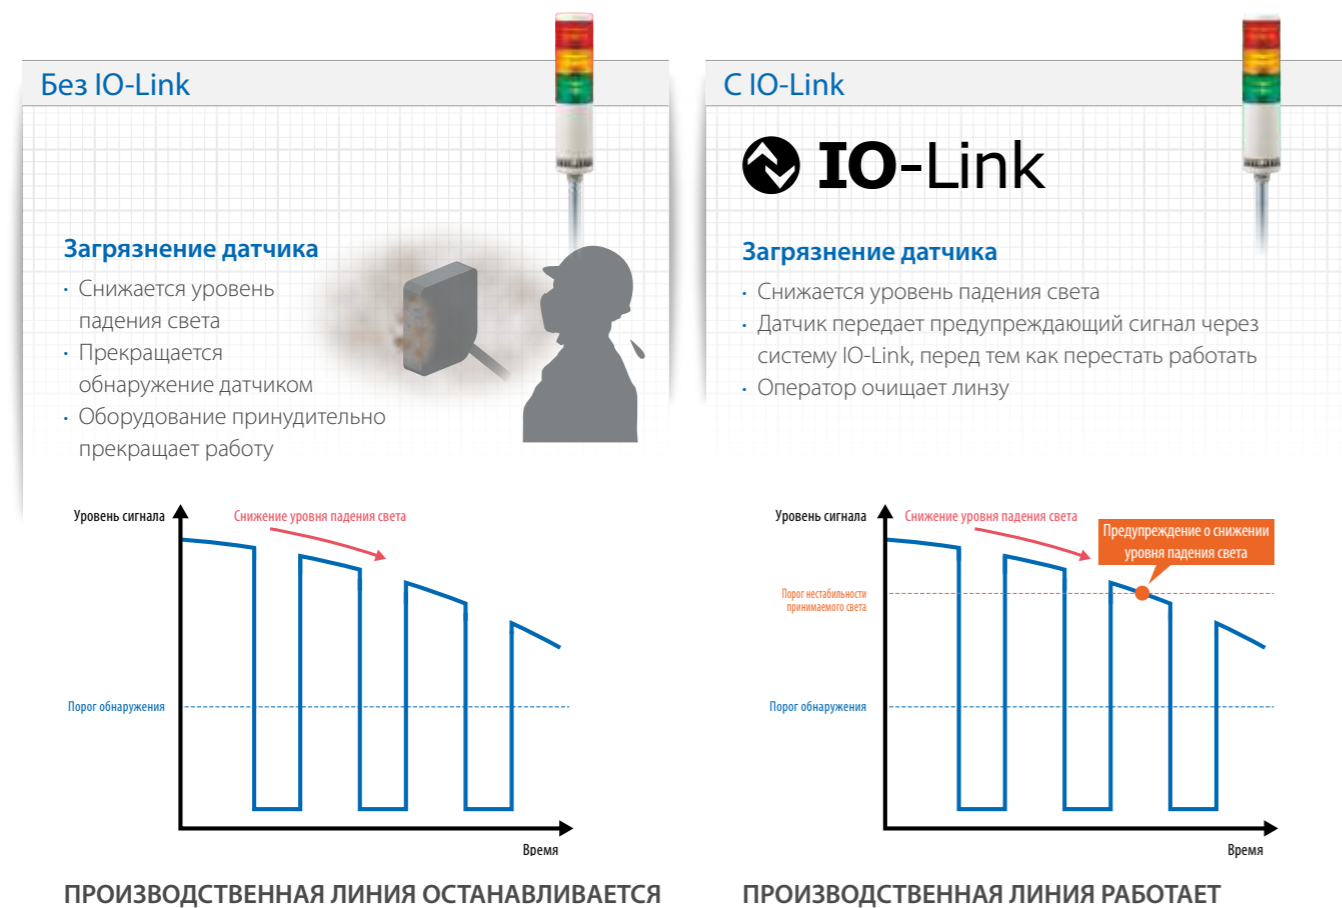 Без IO-Link
Загрязнение датчика
· Снижается уровень
падения света
· Прекращается
обнаружение датчиком
· Оборудование принудительно
прекращает работу
Уровень сигнала
Снижение уровня падения света
Порог обнаружения
Время
ПРОИЗВОДСТВЕННАЯ ЛИНИЯ ОСТАНАВЛИВАЕТСЯ
С IO-Link
IO-Link
Загрязнение датчика
· Снижается уровень падения света
· Датчик передает предупреждающий сигнал через
систему IO-Link, перед тем как перестать работать
· Оператор очищает линзу
Уровень сигнала
Снижение уровня падения света
Предупреждение о снижении
уровня падения света
Порог нестабильности
принимаемого света
Порог обнаружения
Время
ПРОИЗВОДСТВЕННАЯ ЛИНИЯ РАБОТАЕТ